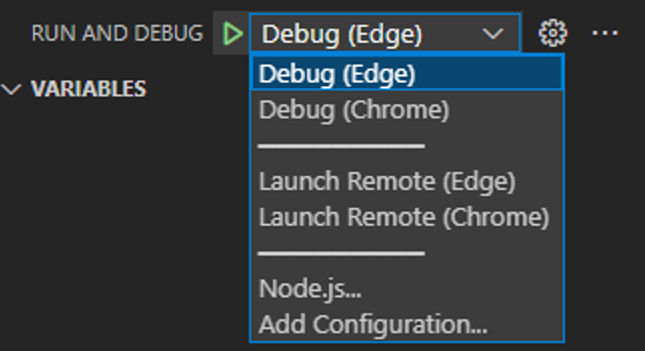 RUN AND DEBUG Debug (Edge) ...
VARIABLES
Debug (Edge)
Debug (Chrome)
Launch Remote (Edge)
Launch Remote (Chrome)
Node.js...
Add Configuration...